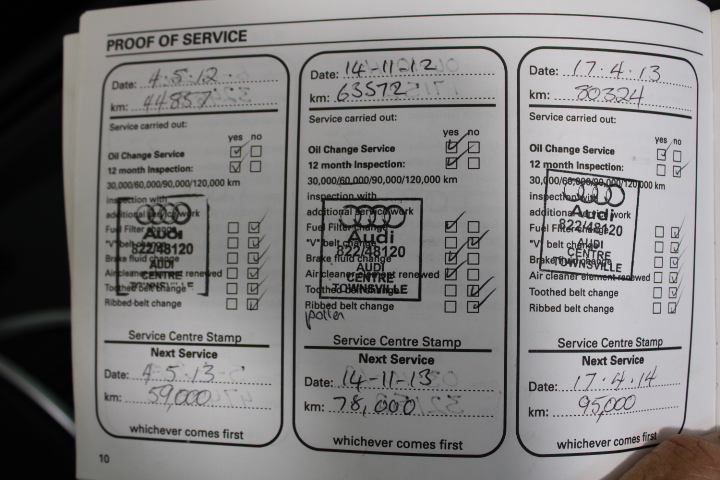 PROOF OF SERVICE
Date: 4.5.12
km: 44857
Service carried out:
yes no
Oil Change Service
12 month Inspection:
30,000/60,000/90,000/120,000 km
inspection with
additional service work
Fuel Filter change
"V" belt change
Brake fluid change
Air cleaner element renewed
Toothed belt change
Ribbed belt change
Audi
822/48120
AUDI
CENTRE
TOWNSVILLE
Service Centre Stamp
Next Service
Date: 4.5.13
km: 59,000
whichever comes first
Date: 14-11-12
km: 63572
Service carried out:
yes no
Oil Change Service
12 month Inspection:
30,000/60,000/90,000/120,000 km
inspection with
additional service work
Fuel Filter change
"V" belt change
Brake fluid change
Air cleaner element renewed
Toothed belt change
Ribbed belt change
pollen
Audi
822/48120
AUDI
CENTRE
TOWNSVILLE
Service Centre Stamp
Next Service
Date: 14-11-13
km: 78,000
whichever comes first
Date: 17.4.13
km: 80324
Service carried out:
yes no
Oil Change Service
12 month Inspection:
30,000/60,000/90,000/120,000 km
inspection with
additional service work
Fuel Filter change
"V" belt change
Brake fluid change
Air cleaner element renewed
Toothed belt change
Ribbed belt change
Audi
822/48120
AUDI
CENTRE
TOWNSVILLE
Service Centre Stamp
Next Service
Date: 17.4.14
km: 95,000
whichever comes first
10